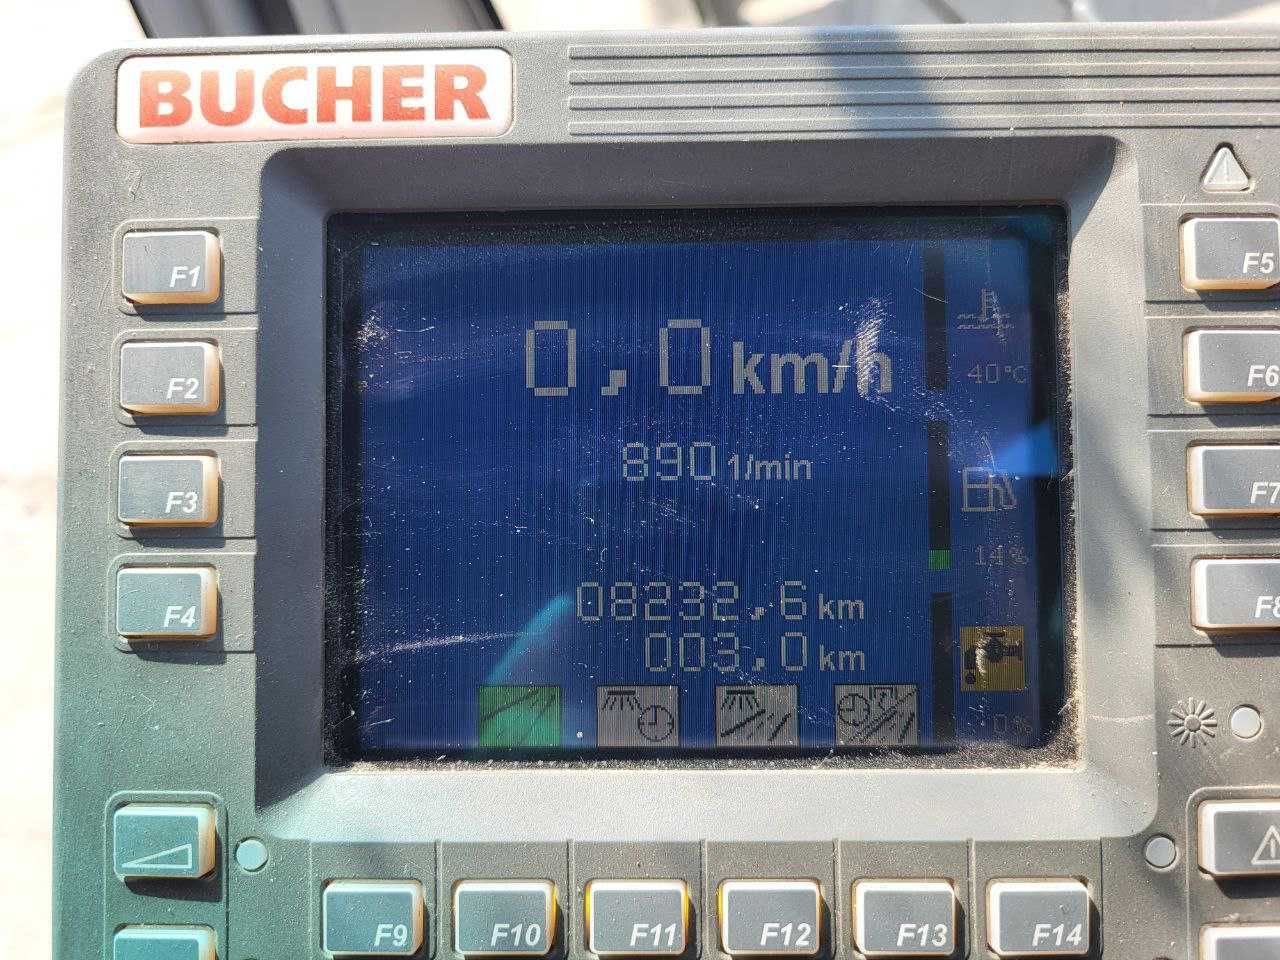 BUCHER
F1
F5
0,0 km/h
40°C
F2
F6
890 1/min
F3
F7
14%
08232,6 km
F4
F8
003,0 km
0%
F9
F10
F11
F12
F13
F14